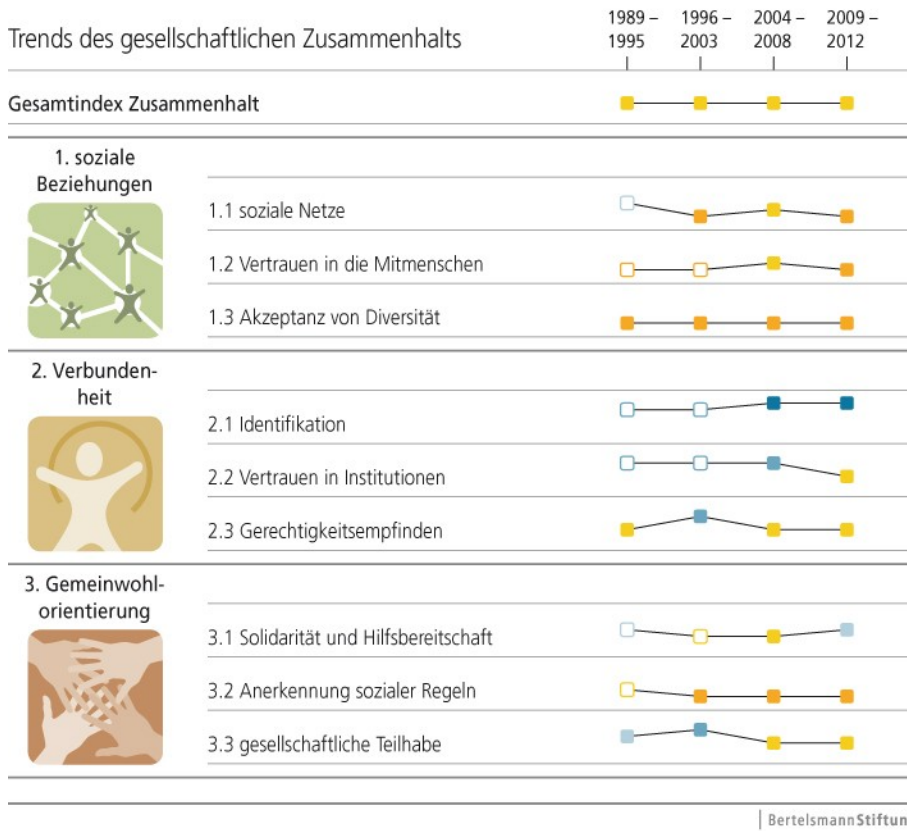 Trends des gesellschaftlichen Zusammenhalts
1989 – 1996 – 2004 – 2009 –
1995 2003 2008 2012
Gesamtindex Zusammenhalt
1. soziale
Beziehungen
1.1 soziale Netze
1.2 Vertrauen in die Mitmenschen
1.3 Akzeptanz von Diversität
2. Verbunden-
heit
2.1 Identifikation
2.2 Vertrauen in Institutionen
2.3 Gerechtigkeitsempfinden
3. Gemeinwohl-
orientierung
3.1 Solidarität und Hilfsbereitschaft
3.2 Anerkennung sozialer Regeln
3.3 gesellschaftliche Teilhabe
BertelsmannStiftun